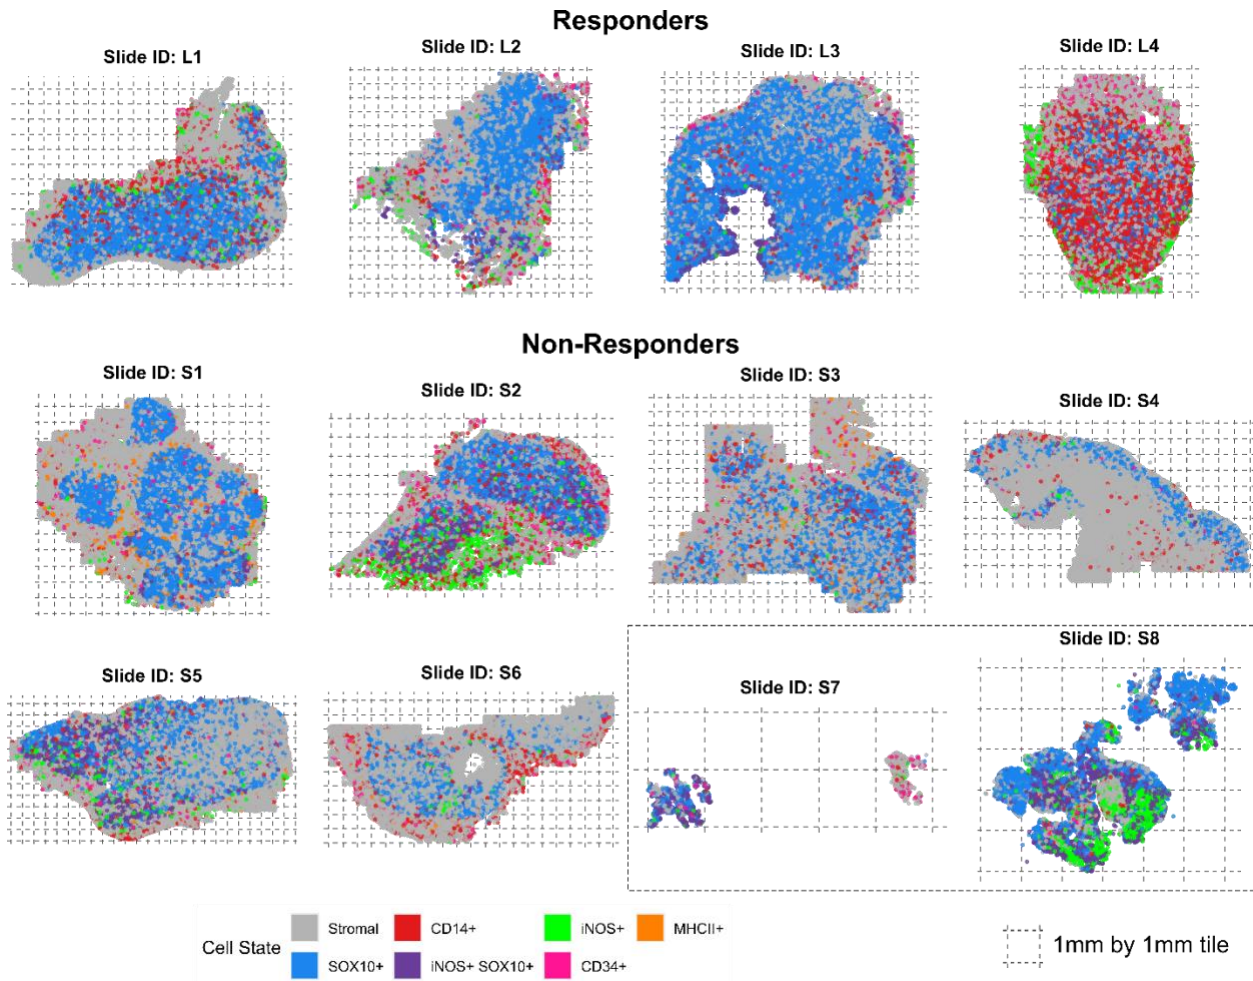 Responders
Slide ID: L1
Slide ID: L2
Slide ID: L3
Slide ID: L4
Non-Responders
Slide ID: S1
Slide ID: S2
Slide ID: S3
Slide ID: S4
Slide ID: S5
Slide ID: S6
Slide ID: S7
Slide ID: S8
Cell State
Stromal
CD14+
iNOS+
MHCII+
SOX10+
iNOS+ SOX10+
CD34+
1mm by 1mm tile